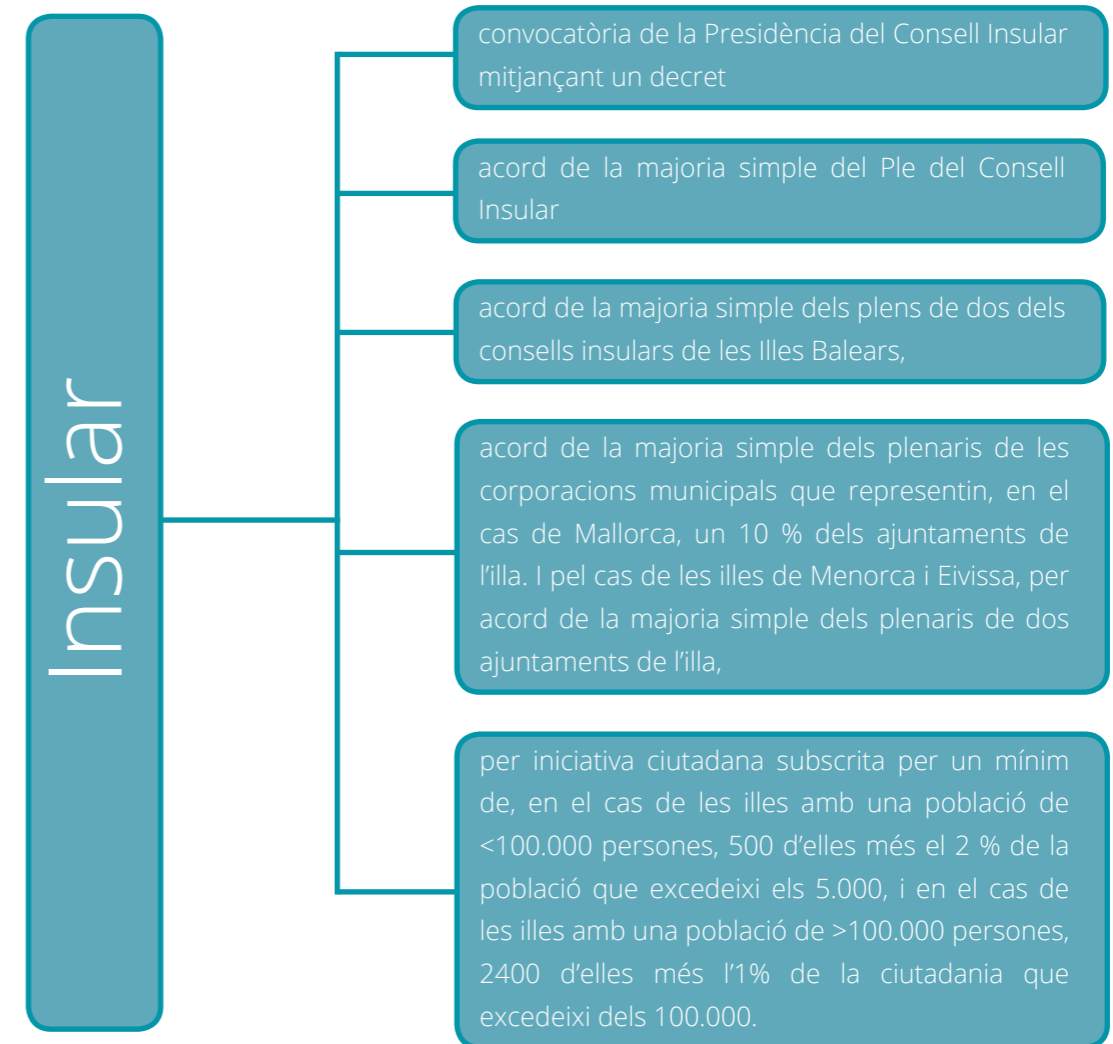 Insular
convocatòria de la Presidència del Consell Insular
mitjançant un decret
acord de la majoria simple del Ple del Consell
Insular
acord de la majoria simple dels plens de dos dels
consells insulars de les Illes Balears,
acord de la majoria simple dels plenaris de les
corporacions municipals que representin, en el
cas de Mallorca, un 10 % dels ajuntaments de
l’illa. I pel cas de les illes de Menorca i Eivissa, per
acord de la majoria simple dels plenaris de dos
ajuntaments de l’illa,
per iniciativa ciutadana subscrita per un mínim
de, en el cas de les illes amb una població de
<100.000 persones, 500 d’elles més el 2 % de la
població que excedeixi els 5.000, i en el cas de
les illes amb una població de >100.000 persones,
2400 d’elles més l’1% de la ciutadania que
excedeixi dels 100.000.